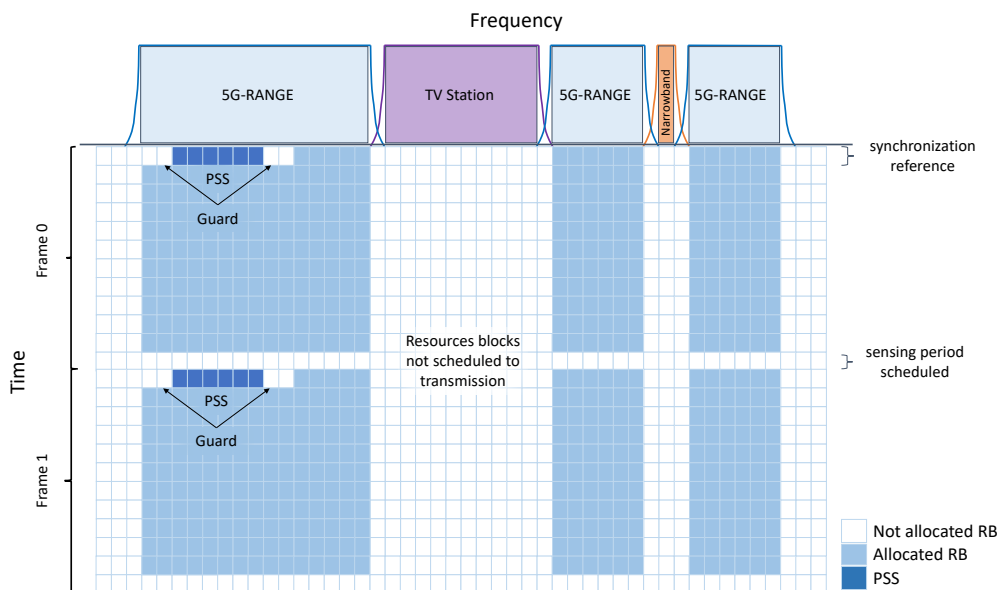 Frequency
5G-RANGE
TV Station
5G-RANGE
Narrowband
5G-RANGE
synchronization
reference
PSS
Guard
Frame 0
Time
Resources blocks
not scheduled to
transmission
sensing period
scheduled
PSS
Guard
Frame 1
Not allocated RB
Allocated RB
PSS